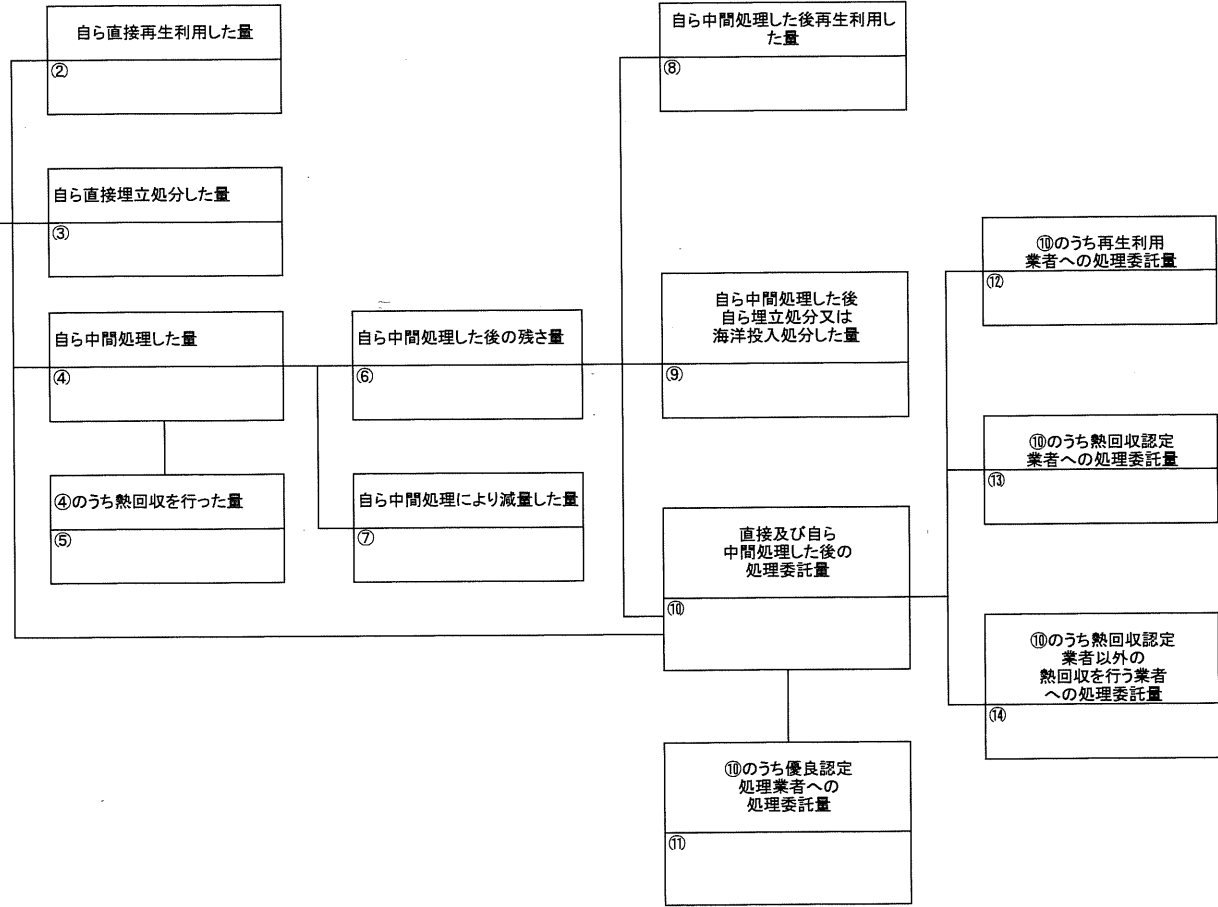 自ら直接再生利用した量
②
自ら直接埋立処分した量
③
自ら中間処理した量
④
④のうち熱回収を行った量
⑤
自ら中間処理した後の残さ量
⑥
自ら中間処理により減量した量
⑦
自ら中間処理した後再生利用し
た量
⑧
自ら中間処理した後
自ら埋立処分又は
海洋投入処分した量
⑨
直接及び自ら
中間処理した後の
処理委託量
⑩
⑩のうち優良認定
処理業者への
処理委託量
⑪
⑩のうち再生利用
業者への処理委託量
⑫
⑩のうち熱回収認定
業者への処理委託量
⑬
⑩のうち熱回収認定
業者以外の
熱回収を行う業者
への処理委託量
⑭